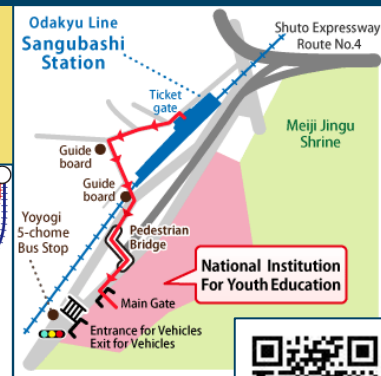 Odakyu Line
Sangubashi
Station
Shuto Expressway
Route No.4
Ticket
gate
Meiji Jingu
Shrine
Guide
board
Guide
board
Yoyogi
5-chome
Bus Stop
Pedestrian
Bridge
National Institution
For Youth Education
Main Gate
Entrance for Vehicles
Exit for Vehicles